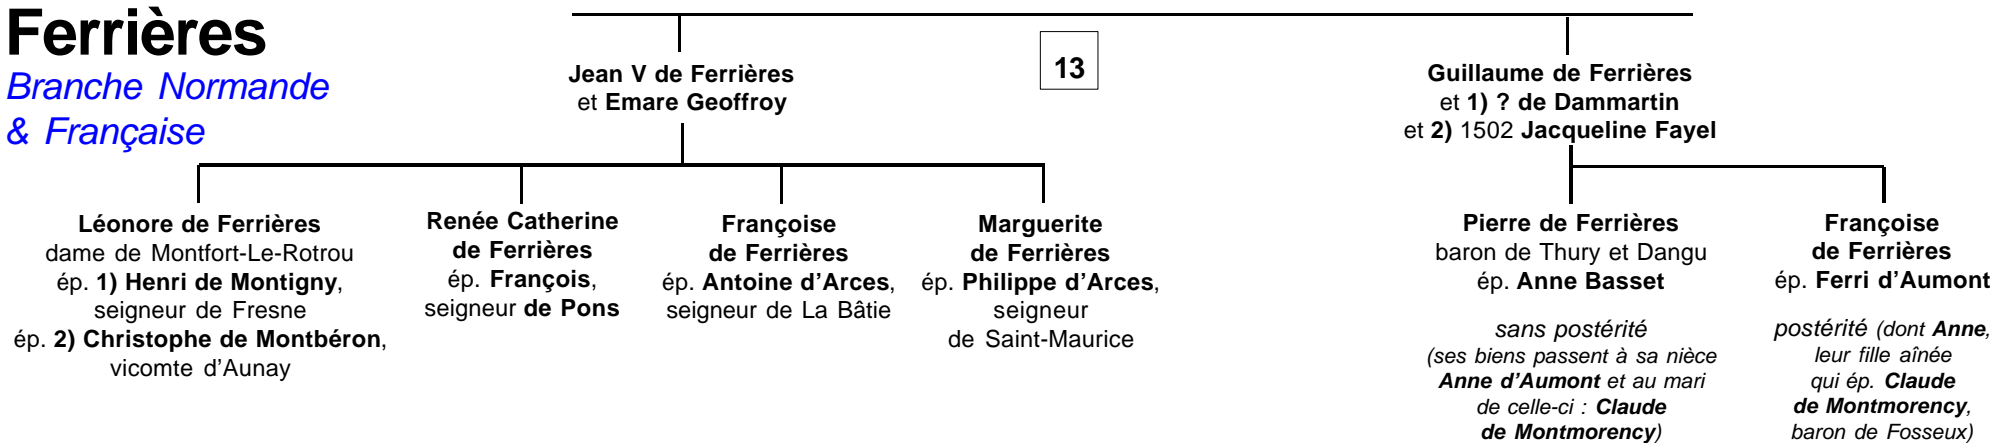 Ferrières
Branche Normande
& Française
13
Jean V de Ferrières
et Emare Geoffroy
Guillaume de Ferrières
et 1) ? de Dammartin
et 2) 1502 Jacqueline Fayel
Léonore de Ferrières
dame de Montfort-Le-Rotrou
ép. 1) Henri de Montigny,
seigneur de Fresne
ép. 2) Christophe de Montbéron,
vicomte d’Aunay
Renée Catherine
de Ferrières
ép. François,
seigneur de Pons
Françoise
de Ferrières
ép. Antoine d’Arces,
seigneur de La Bâtie
Marguerite
de Ferrières
ép. Philippe d’Arces,
seigneur
de Saint-Maurice
Pierre de Ferrières
baron de Thury et Dangu
ép. Anne Basset
sans postérité
(ses biens passent à sa nièce
Anne d’Aumont et au mari
de celle-ci : Claude
de Montmorency)
Françoise
de Ferrières
ép. Ferri d’Aumont
postérité (dont Anne,
leur fille aînée
qui ép. Claude
de Montmorency,
baron de Fosseux)